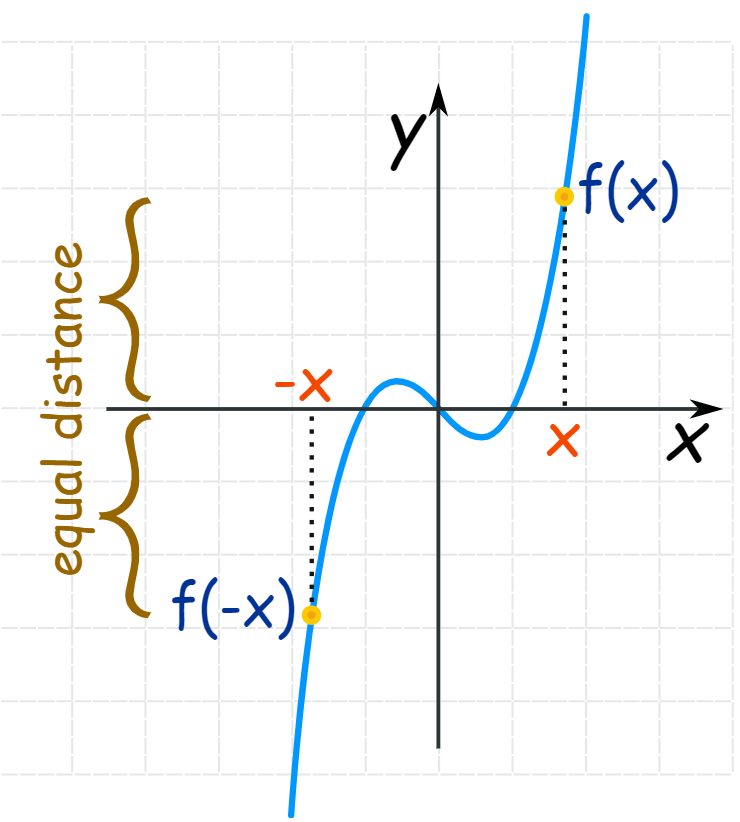 y
f(x)
equal distance
-x
x
x
f(-x)